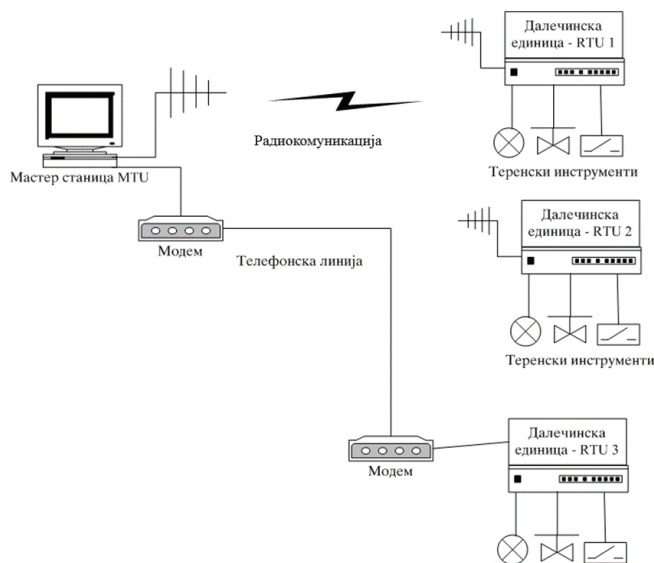 Далечинска
единица - RTU 1
Радиокомуникација
Теренски инструменти
Мастер станица MTU
Далечинска
единица - RTU 2
Модем
Телефонска линија
Теренски инструменти
Далечинска
единица - RTU 3
Модем